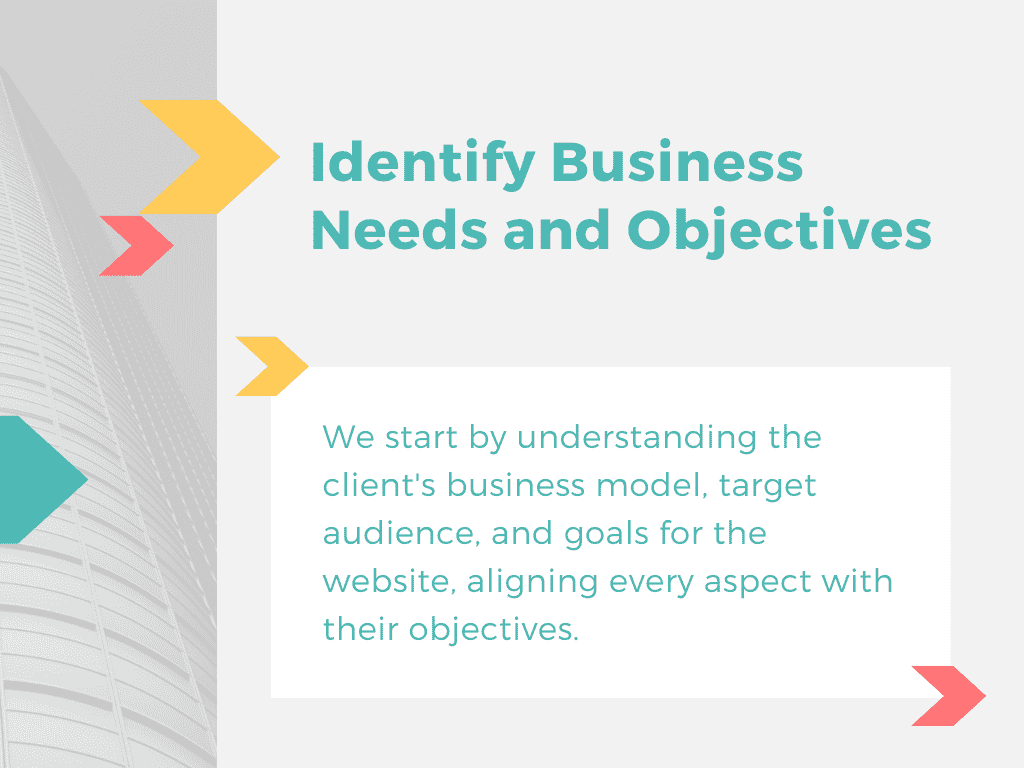 Identify Business
Needs and Objectives
We start by understanding the
client's business model, target
audience, and goals for the
website, aligning every aspect with
their objectives.